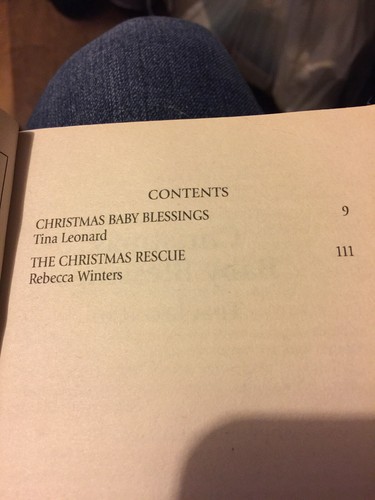 CONTENTS
CHRISTMAS BABY BLESSINGS 9
Tina Leonard
THE CHRISTMAS RESCUE 111
Rebecca Winters